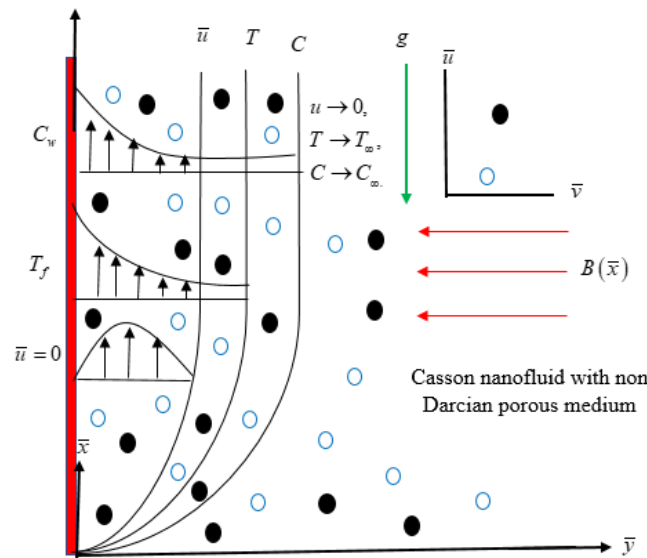 ū T C g
ū
u → 0,
C_w T → T_∞,
C → C_∞.
v̄
T_f B(x̄)
ū = 0
Casson nanofluid with non
Darcian porous medium
x̄
ȳ